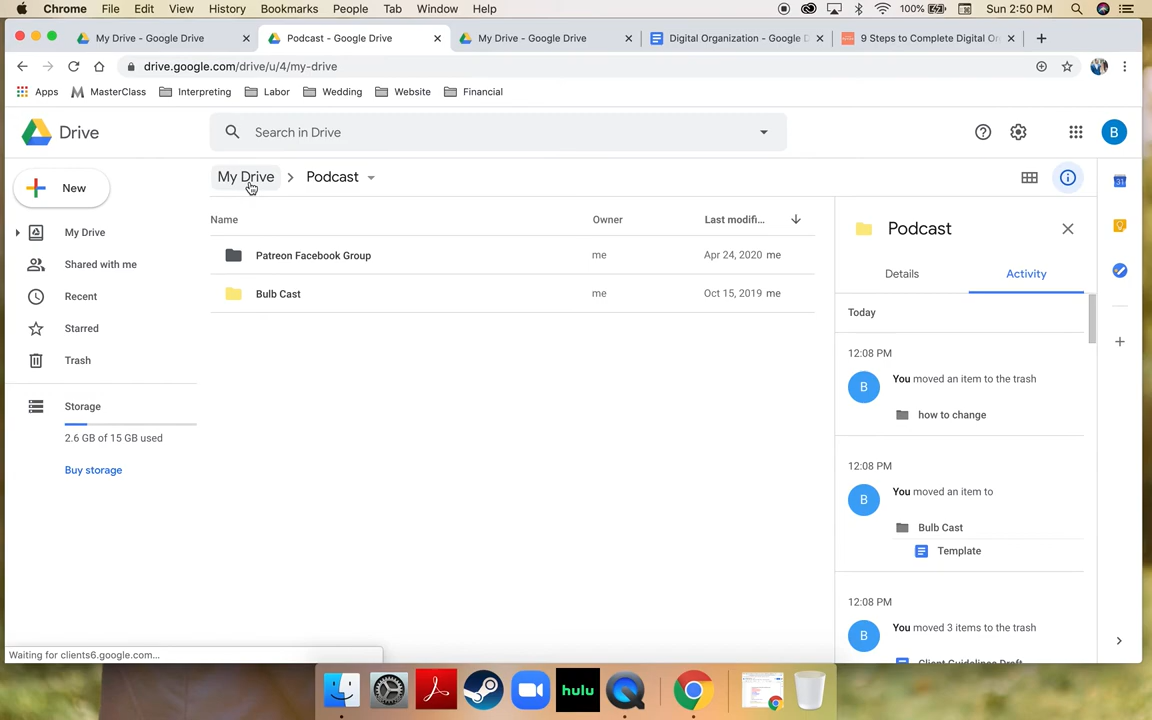 Chrome File Edit View History Bookmarks People Tab Window Help 100% Sun 2:50 PM
My Drive - Google Drive Podcast - Google Drive My Drive - Google Drive Digital Organization - Google D 9 Steps to Complete Digital Or
drive.google.com/drive/u/4/my-drive
Apps MasterClass Interpreting Labor Wedding Website Financial
Drive Search in Drive B
New My Drive Podcast
Name Owner Last modifi...
Patreon Facebook Group me Apr 24, 2020 me
Bulb Cast me Oct 15, 2019 me
My Drive
Shared with me
Recent
Starred
Trash
Storage
2.6 GB of 15 GB used
Buy storage
Podcast
Details Activity
Today
12:08 PM
B You moved an item to the trash
how to change
12:08 PM
B You moved an item to
Bulb Cast
Template
12:08 PM
B You moved 3 items to the trash
Client Guidelines Draft
31
Waiting for clients6.google.com...
hulu